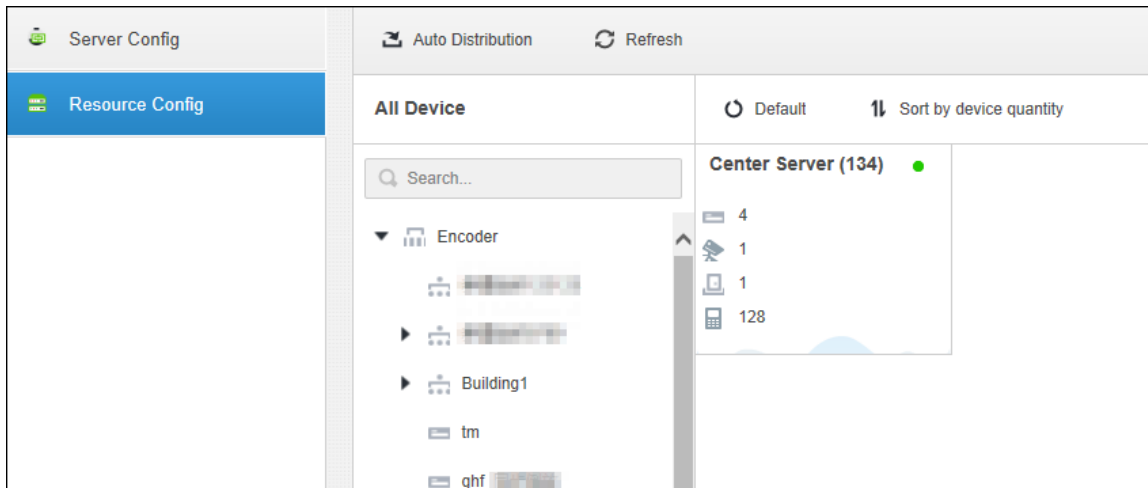 Server Config
Resource Config
Auto Distribution
Refresh
All Device
Default
Sort by device quantity
Search...
Encoder
Building1
tm
Center Server (134)
4
1
1
128